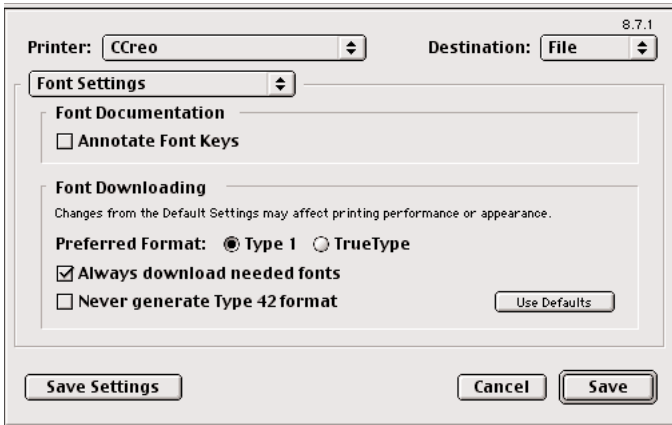 8.7.1
Printer: CCreo Destination: File
Font Settings
Font Documentation
Annotate Font Keys
Font Downloading
Changes from the Default Settings may affect printing performance or appearance.
Preferred Format: Type 1 TrueType
Always download needed fonts
Never generate Type 42 format Use Defaults
Save Settings Cancel Save